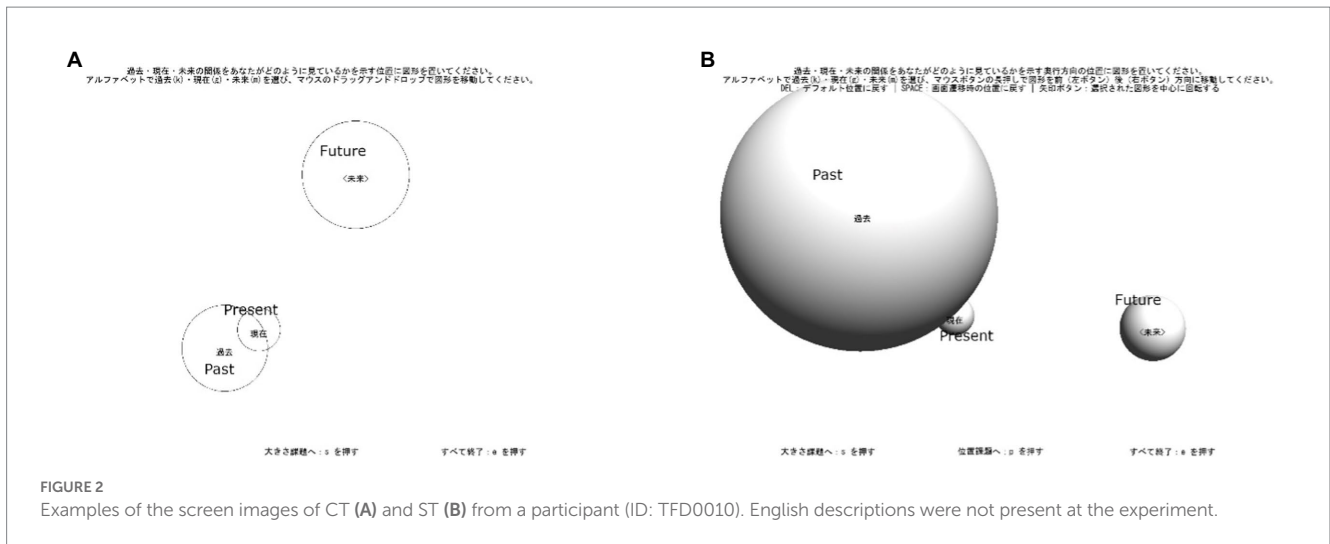 A
過去・現在・未来の関係をあなたがどのように見ているかを示す位置に図形を置いてください。
アルファベットで過去(k)・現在(g)・未来(m)を選び、マウスのドラッグアンドドロップで図形を移動してください。
Future
<未来>
Present
現在
過去
Past
大きさ課題へ:s を押す
すべて終了:e を押す
B
過去・現在・未来の関係をあなたがどのように見ているかを示す奥行方向の位置に図形を置いてください。
アルファベットで過去(k)・現在(g)・未来(m)を選び、マウスボタンの長押しで図形を前(左ボタン)後(右ボタン)方向に移動してください。
DEL:デフォルト位置に戻す | SPACE:画面遷移時の位置に戻す | 矢印ボタン:選択された図形を中心に回転する
Past
過去
現在
Present
Future
<未来>
大きさ課題へ:s を押す
位置課題へ:p を押す
すべて終了:e を押す
FIGURE 2
Examples of the screen images of CT (A) and ST (B) from a participant (ID: TFD0010). English descriptions were not present at the experiment.